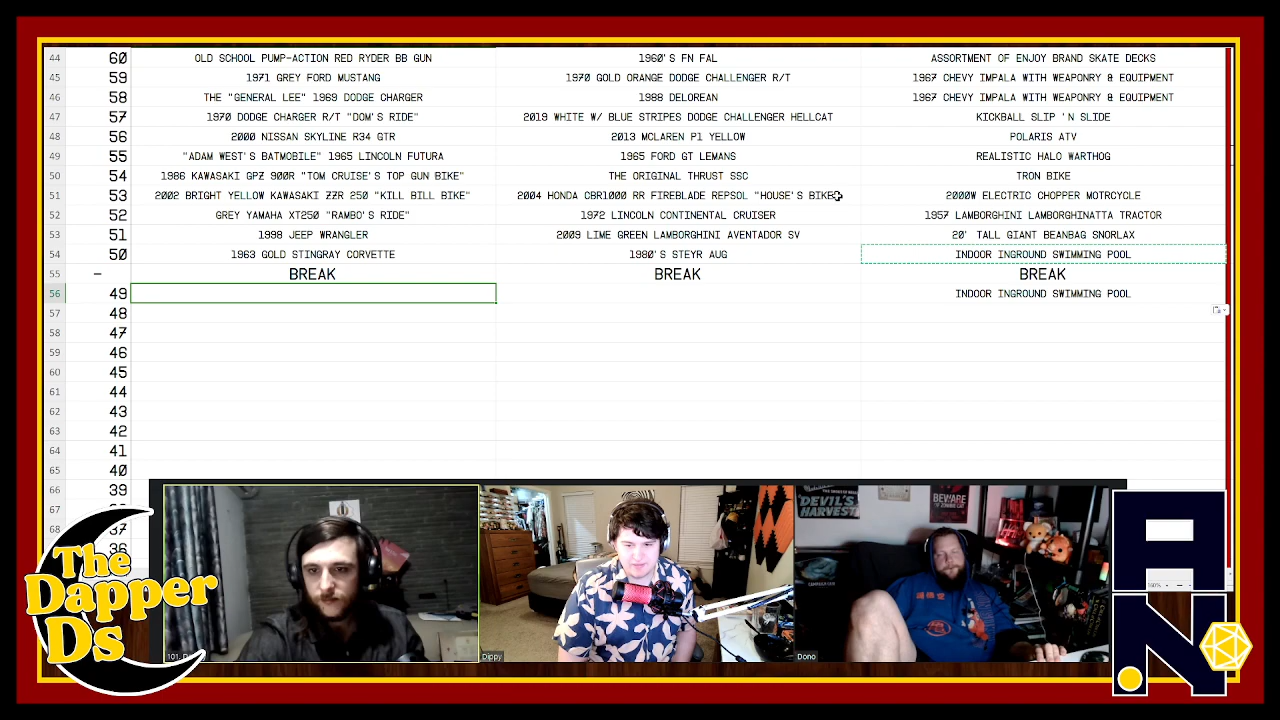 44 60 OLD SCHOOL PUMP-ACTION RED RYDER BB GUN 1960'S FN FAL ASSORTMENT OF ENJOY BRAND SKATE DECKS
45 59 1971 GREY FORD MUSTANG 1970 GOLD ORANGE DODGE CHALLENGER R/T 1967 CHEVY IMPALA WITH WEAPONRY & EQUIPMENT
46 58 THE "GENERAL LEE" 1969 DODGE CHARGER 1988 DELOREAN 1967 CHEVY IMPALA WITH WEAPONRY & EQUIPMENT
47 57 1970 DODGE CHARGER R/T "DOM'S RIDE" 2019 WHITE W/ BLUE STRIPES DODGE CHALLENGER HELLCAT KICKBALL SLIP 'N SLIDE
48 56 2000 NISSAN SKYLINE R34 GTR 2013 MCLAREN P1 YELLOW POLARIS ATV
49 55 "ADAM WEST'S BATMOBILE" 1965 LINCOLN FUTURA 1965 FORD GT LEMANS REALISTIC HALO WARTHOG
50 54 1986 KAWASAKI GPZ 900R "TOM CRUISE'S TOP GUN BIKE" THE ORIGINAL THRUST SSC TRON BIKE
51 53 2002 BRIGHT YELLOW KAWASAKI ZZR 250 "KILL BILL BIKE" 2004 HONDA CBR1000 RR FIREBLADE REPSOL "HOUSE'S BIKE" 2000W ELECTRIC CHOPPER MOTRCYCLE
52 52 GREY YAMAHA XT250 "RAMBO'S RIDE" 1972 LINCOLN CONTINENTAL CRUISER 1957 LAMBORGHINI LAMBORGHINATTA TRACTOR
53 51 1998 JEEP WRANGLER 2009 LIME GREEN LAMBORGHINI AVENTADOR SV 20' TALL GIANT BEANBAG SNORLAX
54 50 1963 GOLD STINGRAY CORVETTE 1980'S STEYR AUG INDOOR INGROUND SWIMMING POOL
55 - BREAK BREAK BREAK
56 49 INDOOR INGROUND SWIMMING POOL
57 48
58 47
59 46
60 45
61 44
62 43
63 42
64 41
65 40
66 39
67
68 37
36
160%
DEVIL'S HARVEST
BEWARE
101. D
Dippy
Dono
The
Dapper
Ds